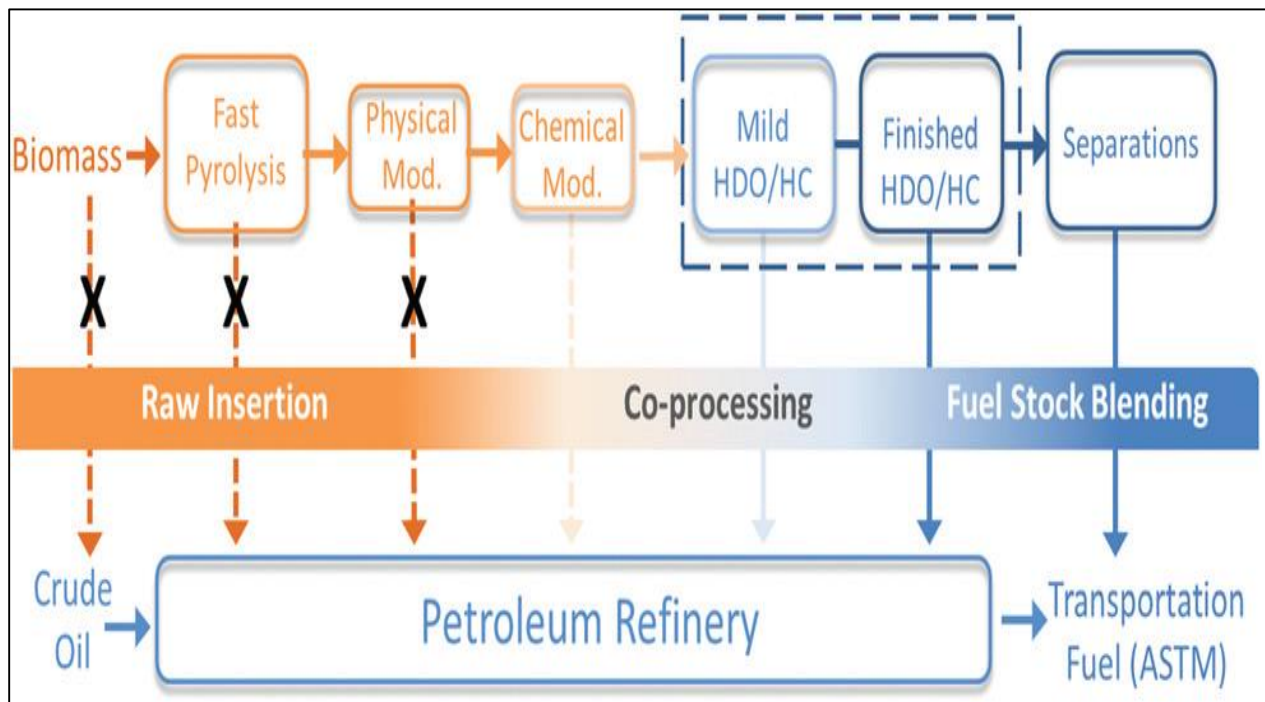 Biomass
Fast
Pyrolysis
Physical
Mod.
Chemical
Mod.
Mild
HDO/HC
Finished
HDO/HC
Separations
X
X
X
Raw Insertion
Co-processing
Fuel Stock Blending
Crude
Oil
Petroleum Refinery
Transportation
Fuel (ASTM)